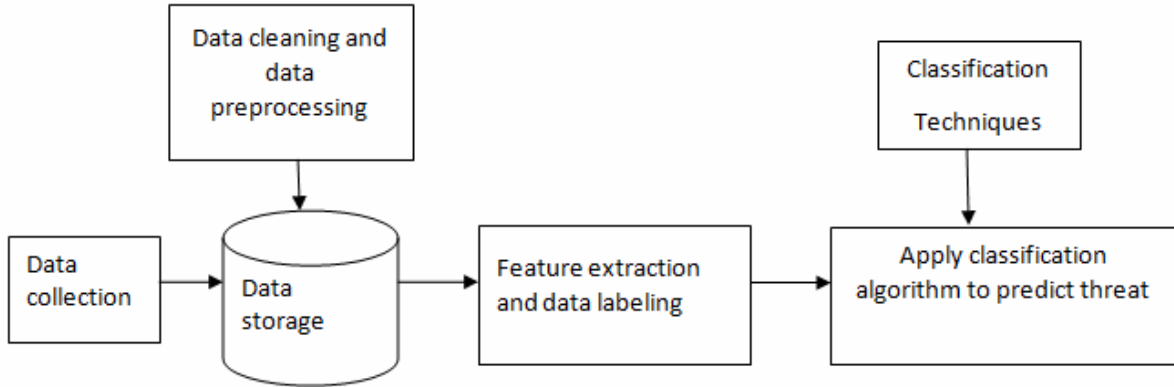 Data cleaning and
data
preprocessing
Classification
Techniques
Data
collection
Data
storage
Feature extraction
and data labeling
Apply classification
algorithm to predict threat